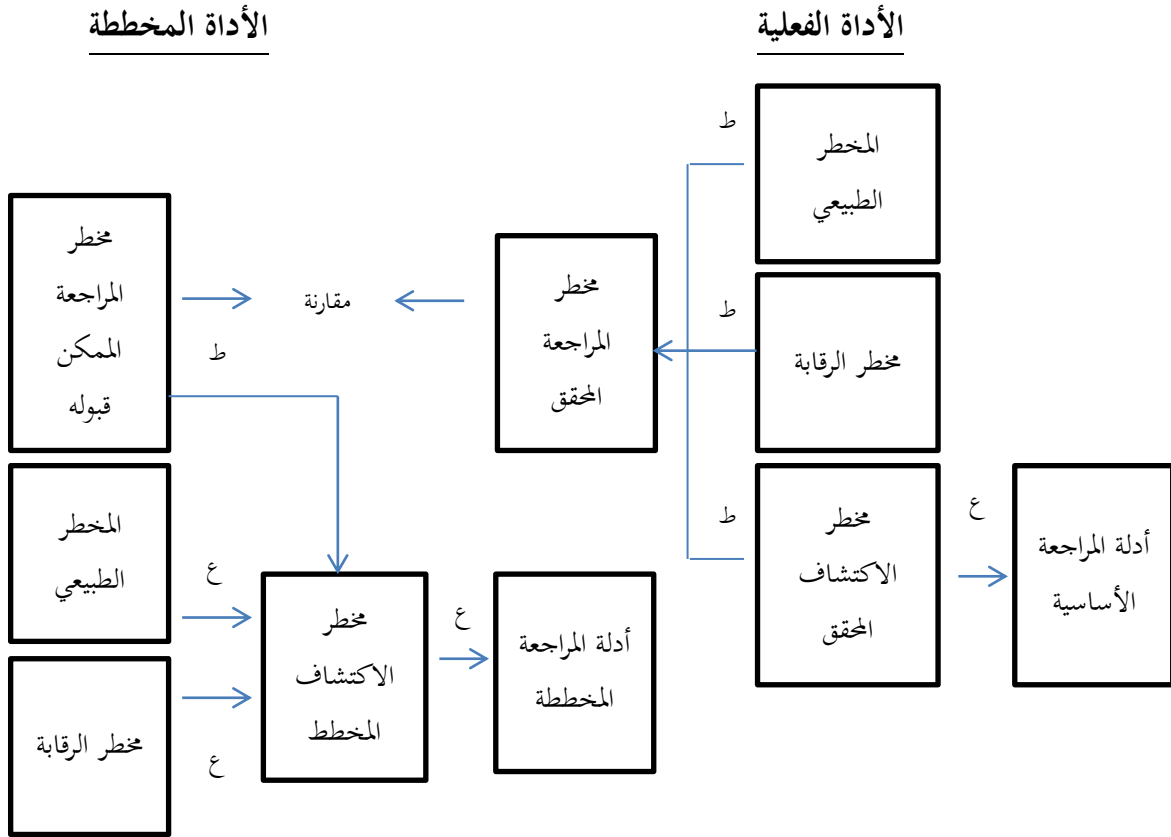 الأداة الفعلية
الأداة المخططة
ط
المخطر
الطبيعي
ط
مخطر الرقابة
ط
مخطر
الاكتشاف
المحقق
ع
أدلة المراجعة
الأساسية
مخطر
المراجعة
المحقق
مقارنة
مخطر
المراجعة
الممكن
قبوله
ط
المخطر
الطبيعي
ع
مخطر الرقابة
ع
مخطر
الاكتشاف
المخطط
ع
أدلة المراجعة
المخططة